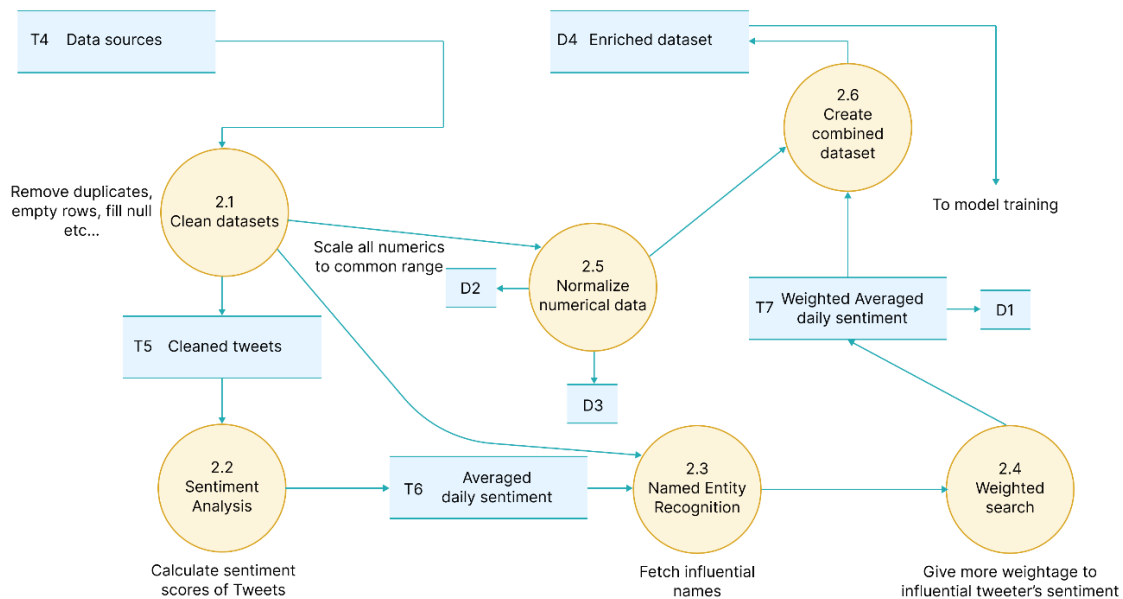 T4 Data sources
D4 Enriched dataset
2.6
Create
combined
dataset
Remove duplicates,
empty rows, fill null
etc...
2.1
Clean datasets
To model training
Scale all numerics
to common range
2.5
Normalize
numerical data
D2
T7 Weighted Averaged
daily sentiment
D1
T5 Cleaned tweets
D3
2.2
Sentiment
Analysis
T6 Averaged
daily sentiment
2.3
Named Entity
Recognition
2.4
Weighted
search
Calculate sentiment
scores of Tweets
Fetch influential
names
Give more weightage to
influential tweeter's sentiment